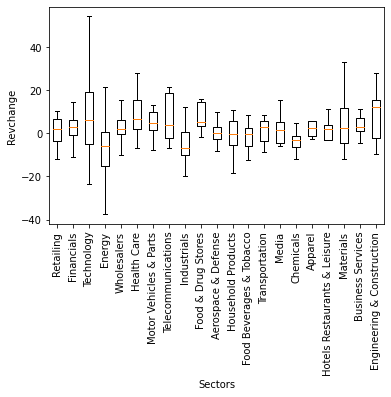 Revchange
40
20
0
−20
−40
Retailing
Financials
Technology
Energy
Wholesalers
Health Care
Motor Vehicles & Parts
Telecommunications
Industrials
Food & Drug Stores
Aerospace & Defense
Household Products
Food Beverages & Tobacco
Transportation
Media
Chemicals
Apparel
Hotels Restaurants & Leisure
Materials
Business Services
Engineering & Construction
Sectors